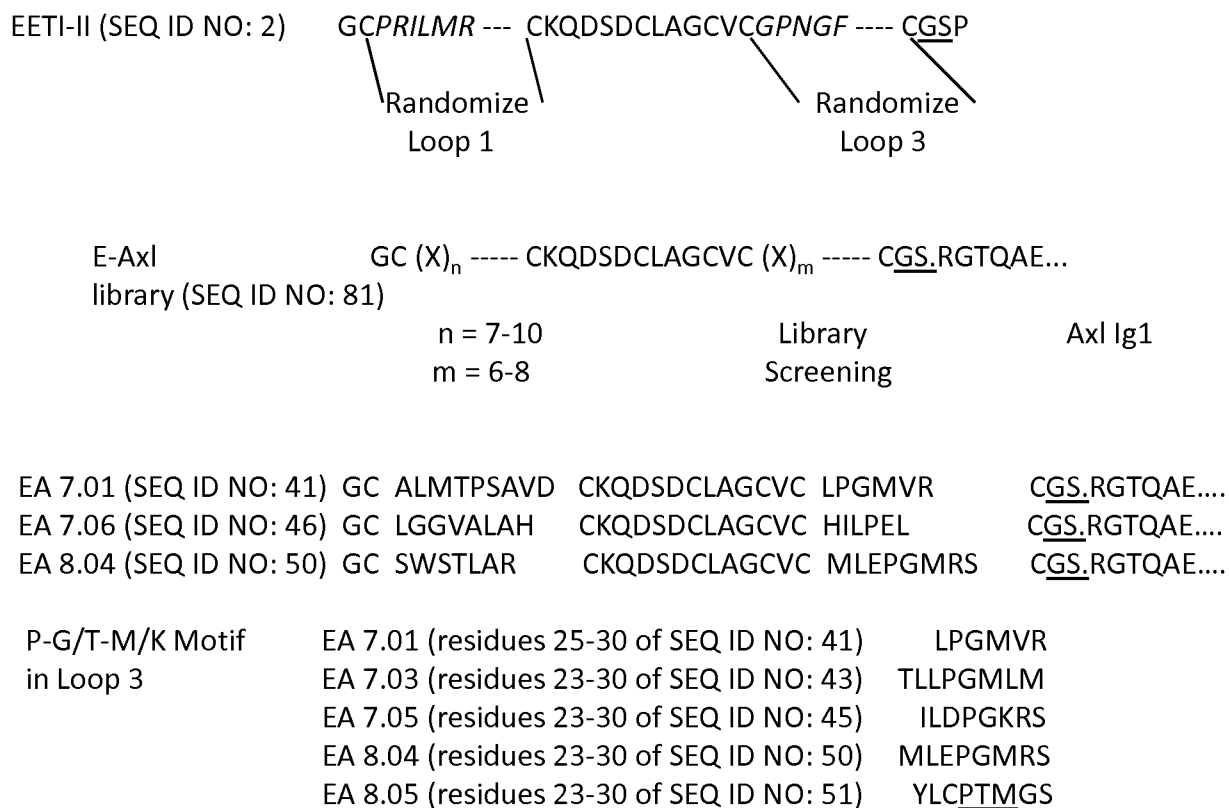 EETI-II (SEQ ID NO: 2) GCPRILMR --- CKQDSDCLAGCVCGPNGF ---- CGSP
Randomize Randomize
Loop 1 Loop 3
E-Axl GC (X)n ----- CKQDSDCLAGCVC (X)m ----- CGS.RGTQAE...
library (SEQ ID NO: 81)
n = 7-10 Library Axl Ig1
m = 6-8 Screening
EA 7.01 (SEQ ID NO: 41) GC ALMTPSAVD CKQDSDCLAGCVC LPGMVR CGS.RGTQAE....
EA 7.06 (SEQ ID NO: 46) GC LGGVALAH CKQDSDCLAGCVC HILPEL CGS.RGTQAE....
EA 8.04 (SEQ ID NO: 50) GC SWSTLAR CKQDSDCLAGCVC MLEPGMRS CGS.RGTQAE....
P-G/T-M/K Motif EA 7.01 (residues 25-30 of SEQ ID NO: 41) LPGMVR
in Loop 3 EA 7.03 (residues 23-30 of SEQ ID NO: 43) TLLPGMLM
EA 7.05 (residues 23-30 of SEQ ID NO: 45) ILDPGKRS
EA 8.04 (residues 23-30 of SEQ ID NO: 50) MLEPGMRS
EA 8.05 (residues 23-30 of SEQ ID NO: 51) YLCPTMGS